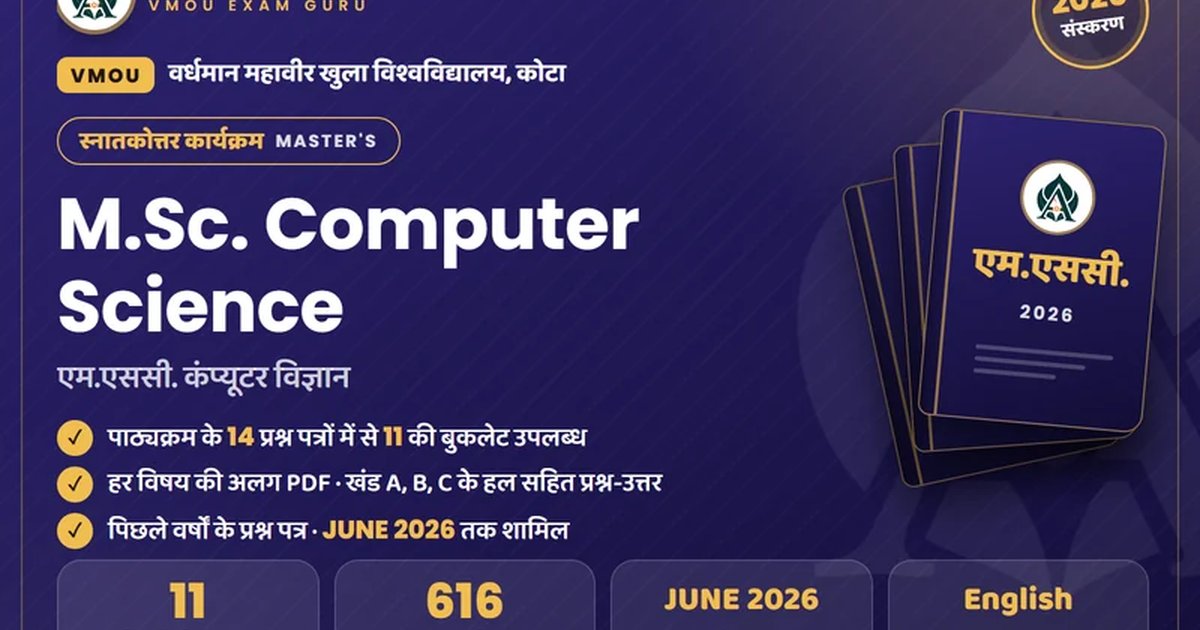 VMOU EXAM GURU
2026
संस्करण
VMOU वर्धमान महावीर खुला विश्वविद्यालय, कोटा
स्नातकोत्तर कार्यक्रम MASTER'S
M.Sc. Computer
Science
एम.एससी. कंप्यूटर विज्ञान
एम.एससी.
2026
✓ पाठ्यक्रम के 14 प्रश्न पत्रों में से 11 की बुकलेट उपलब्ध
✓ हर विषय की अलग PDF · खंड A, B, C के हल सहित प्रश्न-उत्तर
✓ पिछले वर्षों के प्रश्न पत्र · JUNE 2026 तक शामिल
11 616 JUNE 2026 English